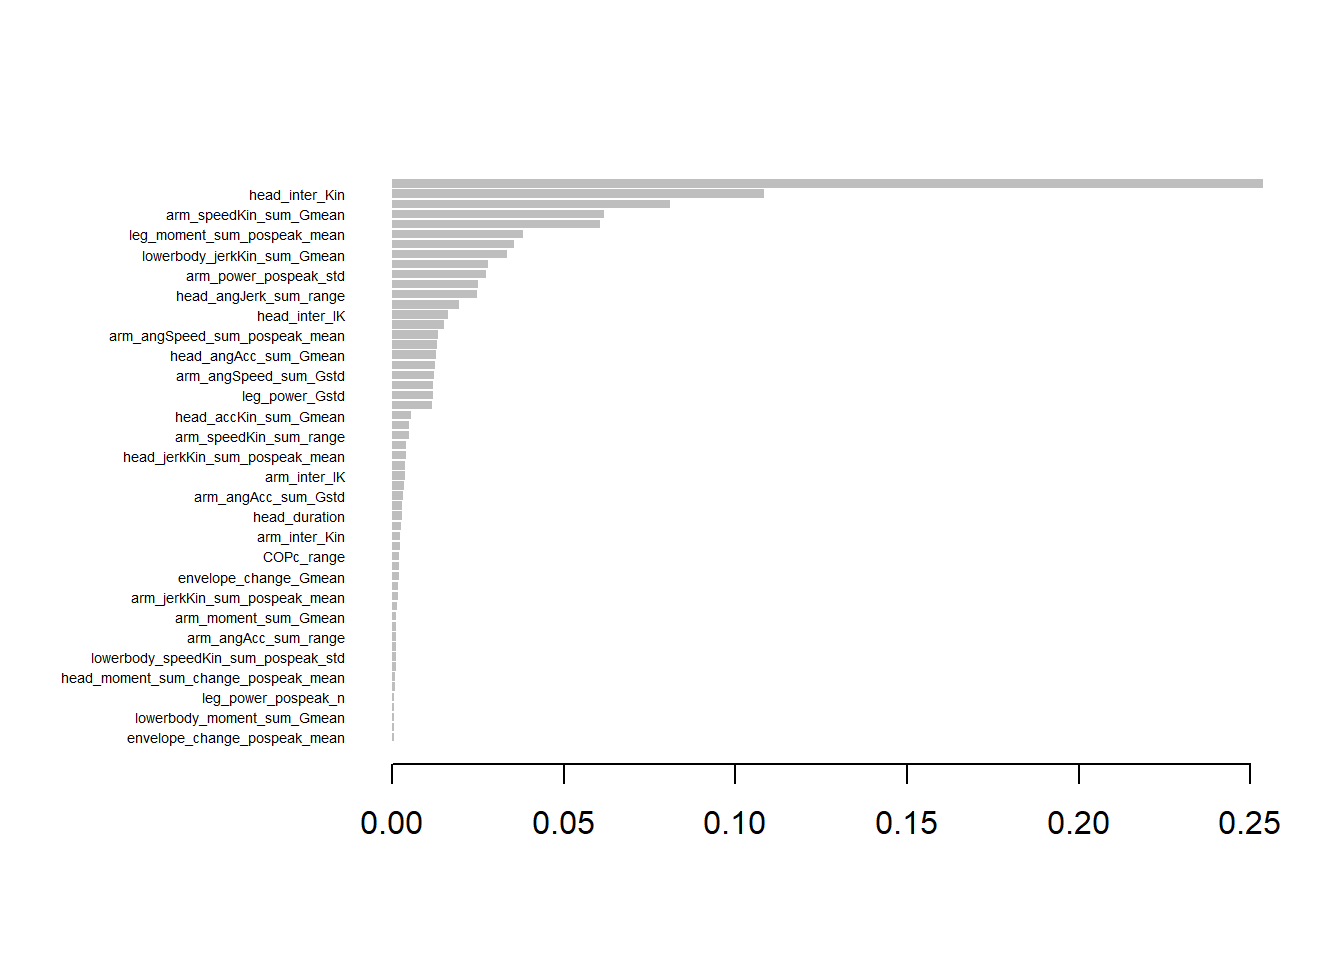 head_inter_Kin
arm_speedKin_sum_Gmean
leg_moment_sum_pospeak_mean
lowerbody_jerkKin_sum_Gmean
arm_power_pospeak_std
head_angJerk_sum_range
head_inter_IK
arm_angSpeed_sum_pospeak_mean
head_angAcc_sum_Gmean
arm_angSpeed_sum_Gstd
leg_power_Gstd
head_accKin_sum_Gmean
arm_speedKin_sum_range
head_jerkKin_sum_pospeak_mean
arm_inter_IK
arm_angAcc_sum_Gstd
head_duration
arm_inter_Kin
COPc_range
envelope_change_Gmean
arm_jerkKin_sum_pospeak_mean
arm_moment_sum_Gmean
arm_angAcc_sum_range
lowerbody_speedKin_sum_pospeak_std
head_moment_sum_change_pospeak_mean
leg_power_pospeak_n
lowerbody_moment_sum_Gmean
envelope_change_pospeak_mean
0.00 0.05 0.10 0.15 0.20 0.25